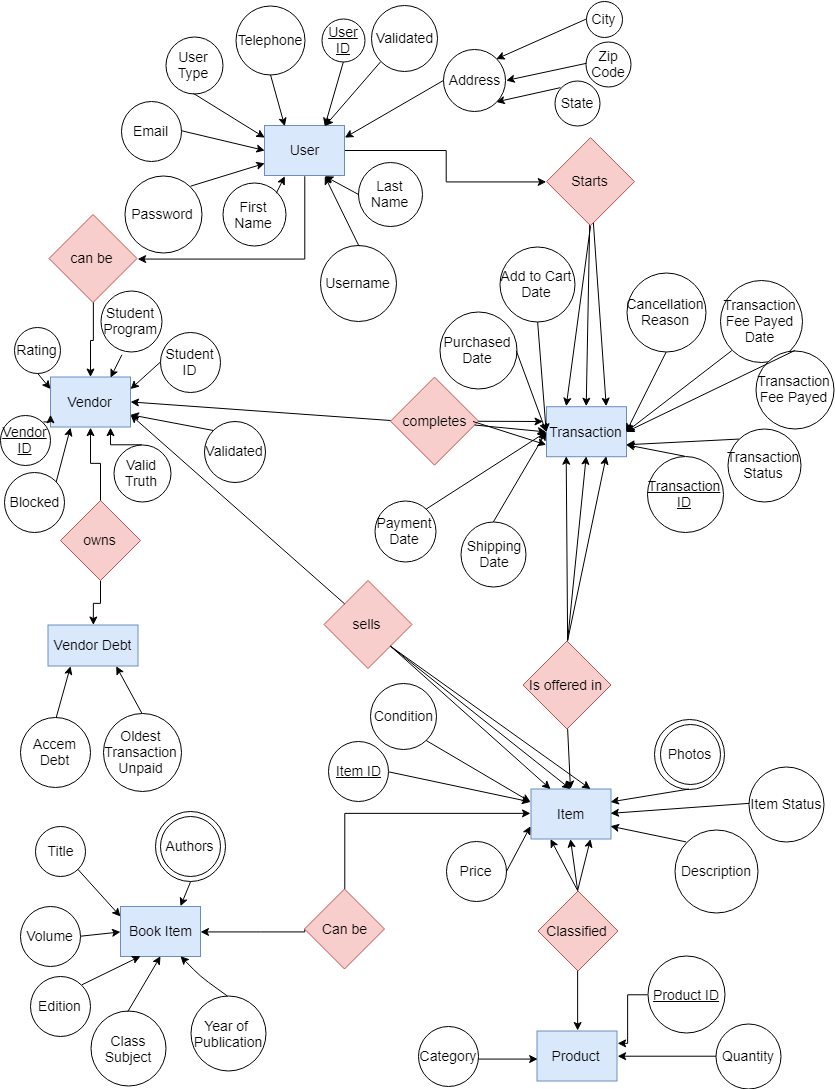 City
User
ID
Telephone
Validated
User
Type
Zip
Code
Address
State
Email
User
Starts
Last
Name
First
Name
Password
can be
Username
Add to Cart
Date
Cancellation
Reason
Transaction
Fee Payed
Date
Student
Program
Rating
Student
ID
Purchased
Date
Transaction
Fee Payed
Vendor
completes
Transaction
Vendor
ID
Validated
Valid
Truth
Transaction
Status
Blocked
Transaction
ID
Payment
Date
owns
Shipping
Date
sells
Vendor Debt
Is offered in
Condition
Accem
Debt
Oldest
Transaction
Unpaid
Photos
Item ID
Item Status
Item
Authors
Title
Price
Description
Volume
Book Item
Can be
Classified
Product ID
Edition
Class
Subject
Year of
Publication
Category
Product
Quantity